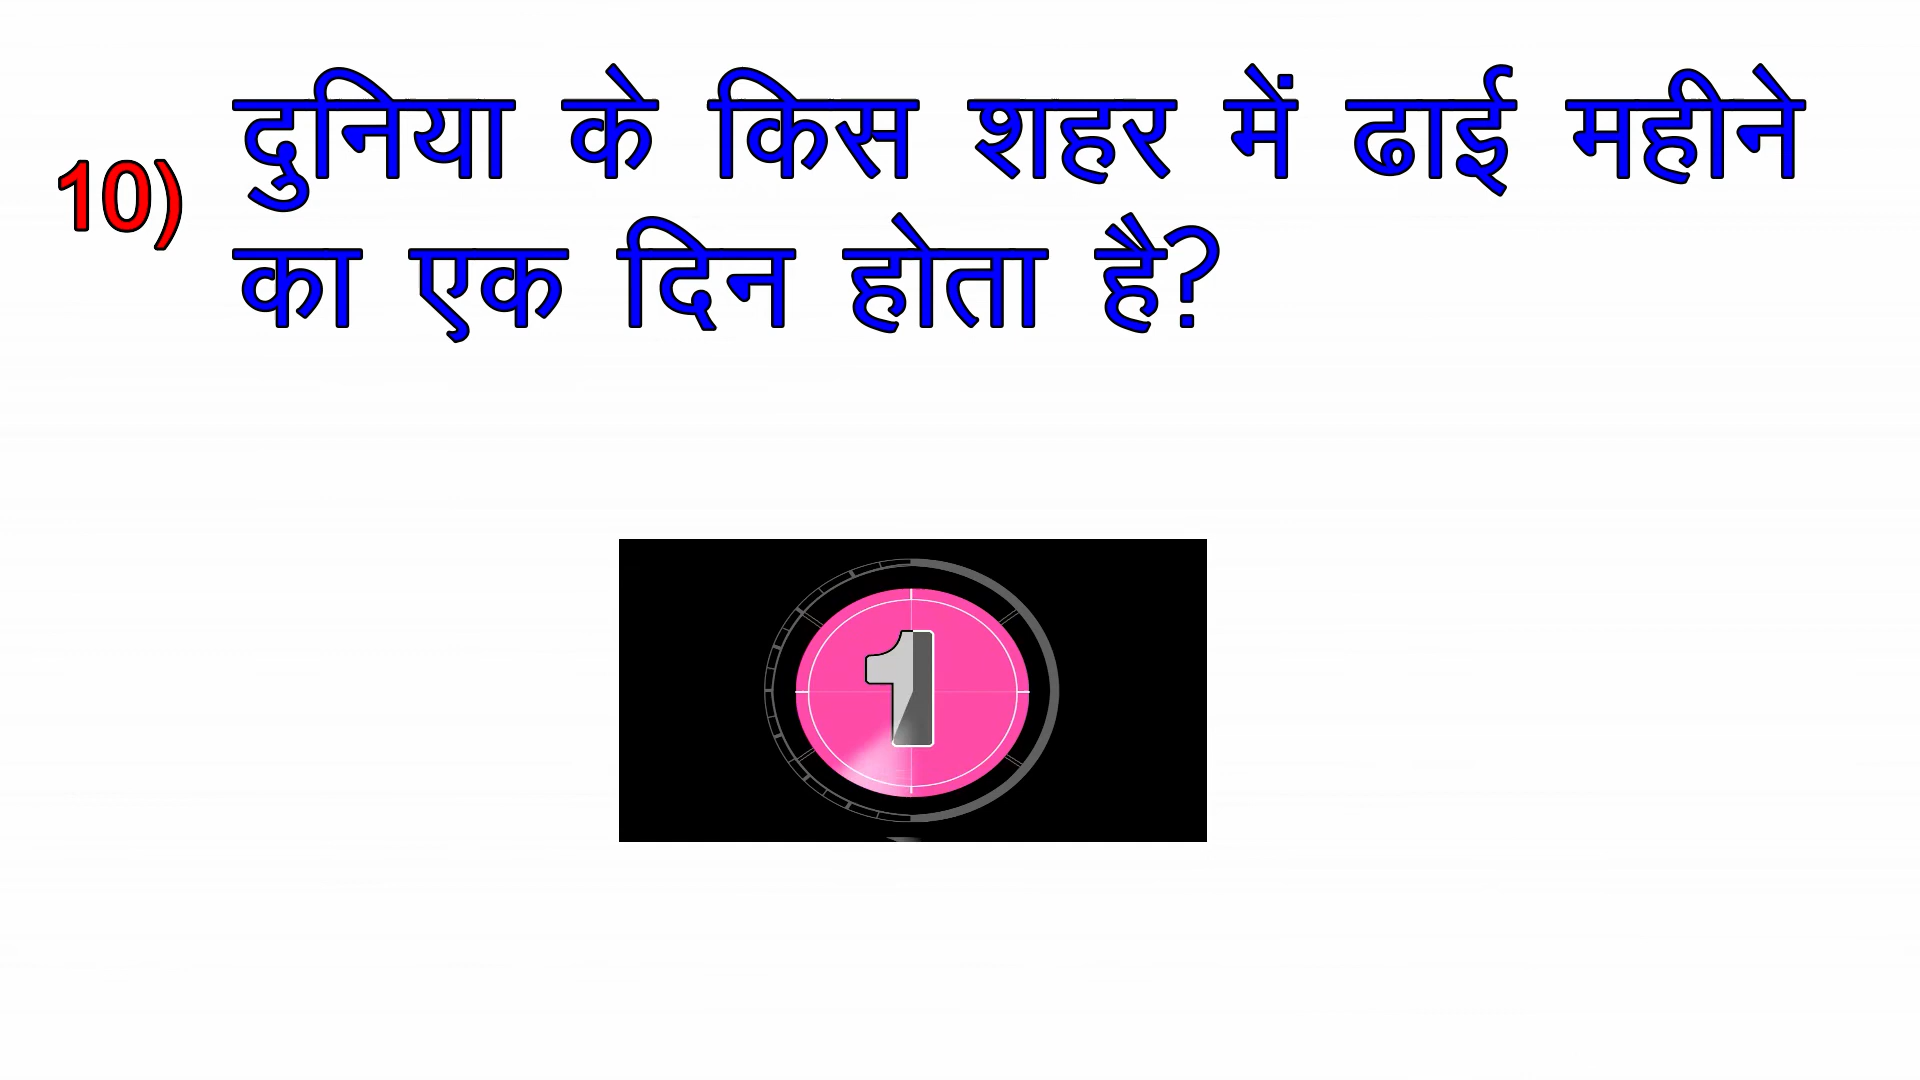 10) दुनिया के किस शहर में ढाई महीने
का एक दिन होता है?
1